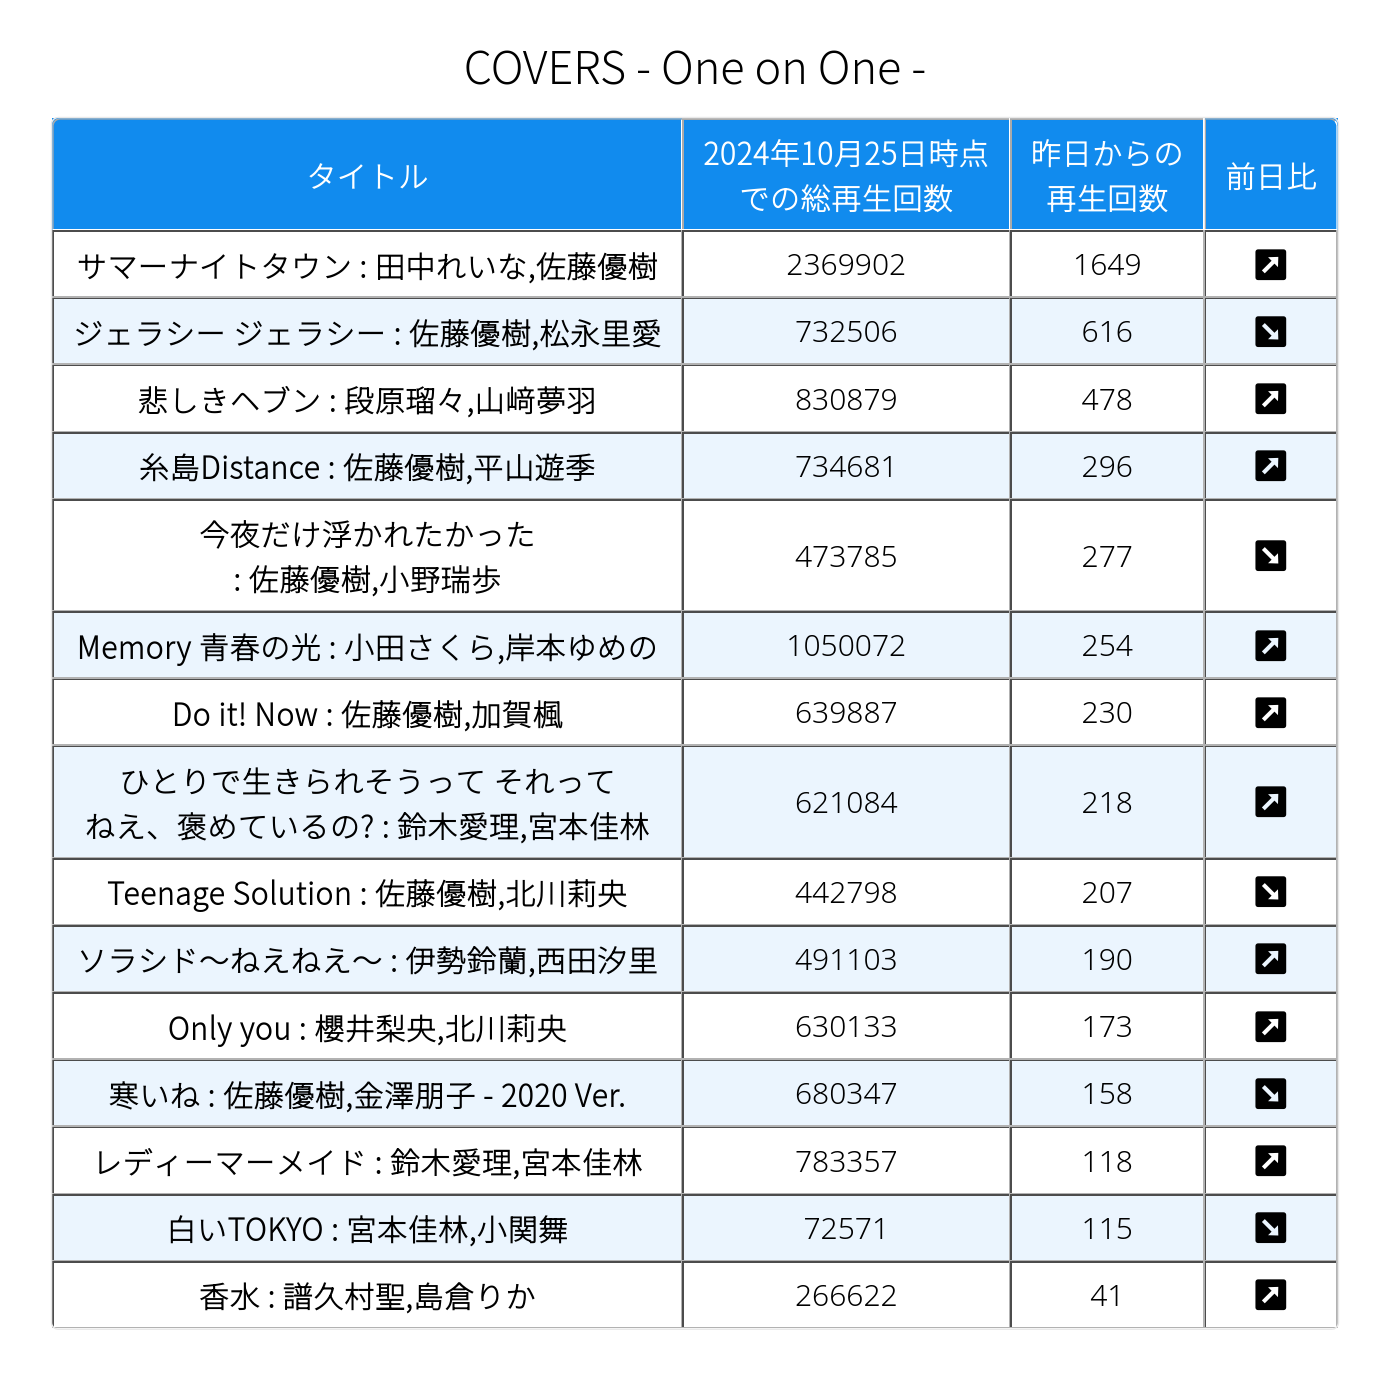 COVERS - One on One -
タイトル
2024年10月25日時点
での総再生回数
昨日からの
再生回数
前日比
サマーナイトタウン : 田中れいな,佐藤優樹 2369902 1649
ジェラシー ジェラシー : 佐藤優樹,松永里愛 732506 616
悲しきヘブン : 段原瑠々,山﨑夢羽 830879 478
糸島Distance : 佐藤優樹,平山遊季 734681 296
今夜だけ浮かれたかった
: 佐藤優樹,小野瑞歩 473785 277
Memory 青春の光 : 小田さくら,岸本ゆめの 1050072 254
Do it! Now : 佐藤優樹,加賀楓 639887 230
ひとりで生きられそうって それって
ねえ、褒めているの? : 鈴木愛理,宮本佳林 621084 218
Teenage Solution : 佐藤優樹,北川莉央 442798 207
ソラシド～ねえねえ～ : 伊勢鈴蘭,西田汐里 491103 190
Only you : 櫻井梨央,北川莉央 630133 173
寒いね : 佐藤優樹,金澤朋子 - 2020 Ver. 680347 158
レディーマーメイド : 鈴木愛理,宮本佳林 783357 118
白いTOKYO : 宮本佳林,小関舞 72571 115
香水 : 譜久村聖,島倉りか 266622 41